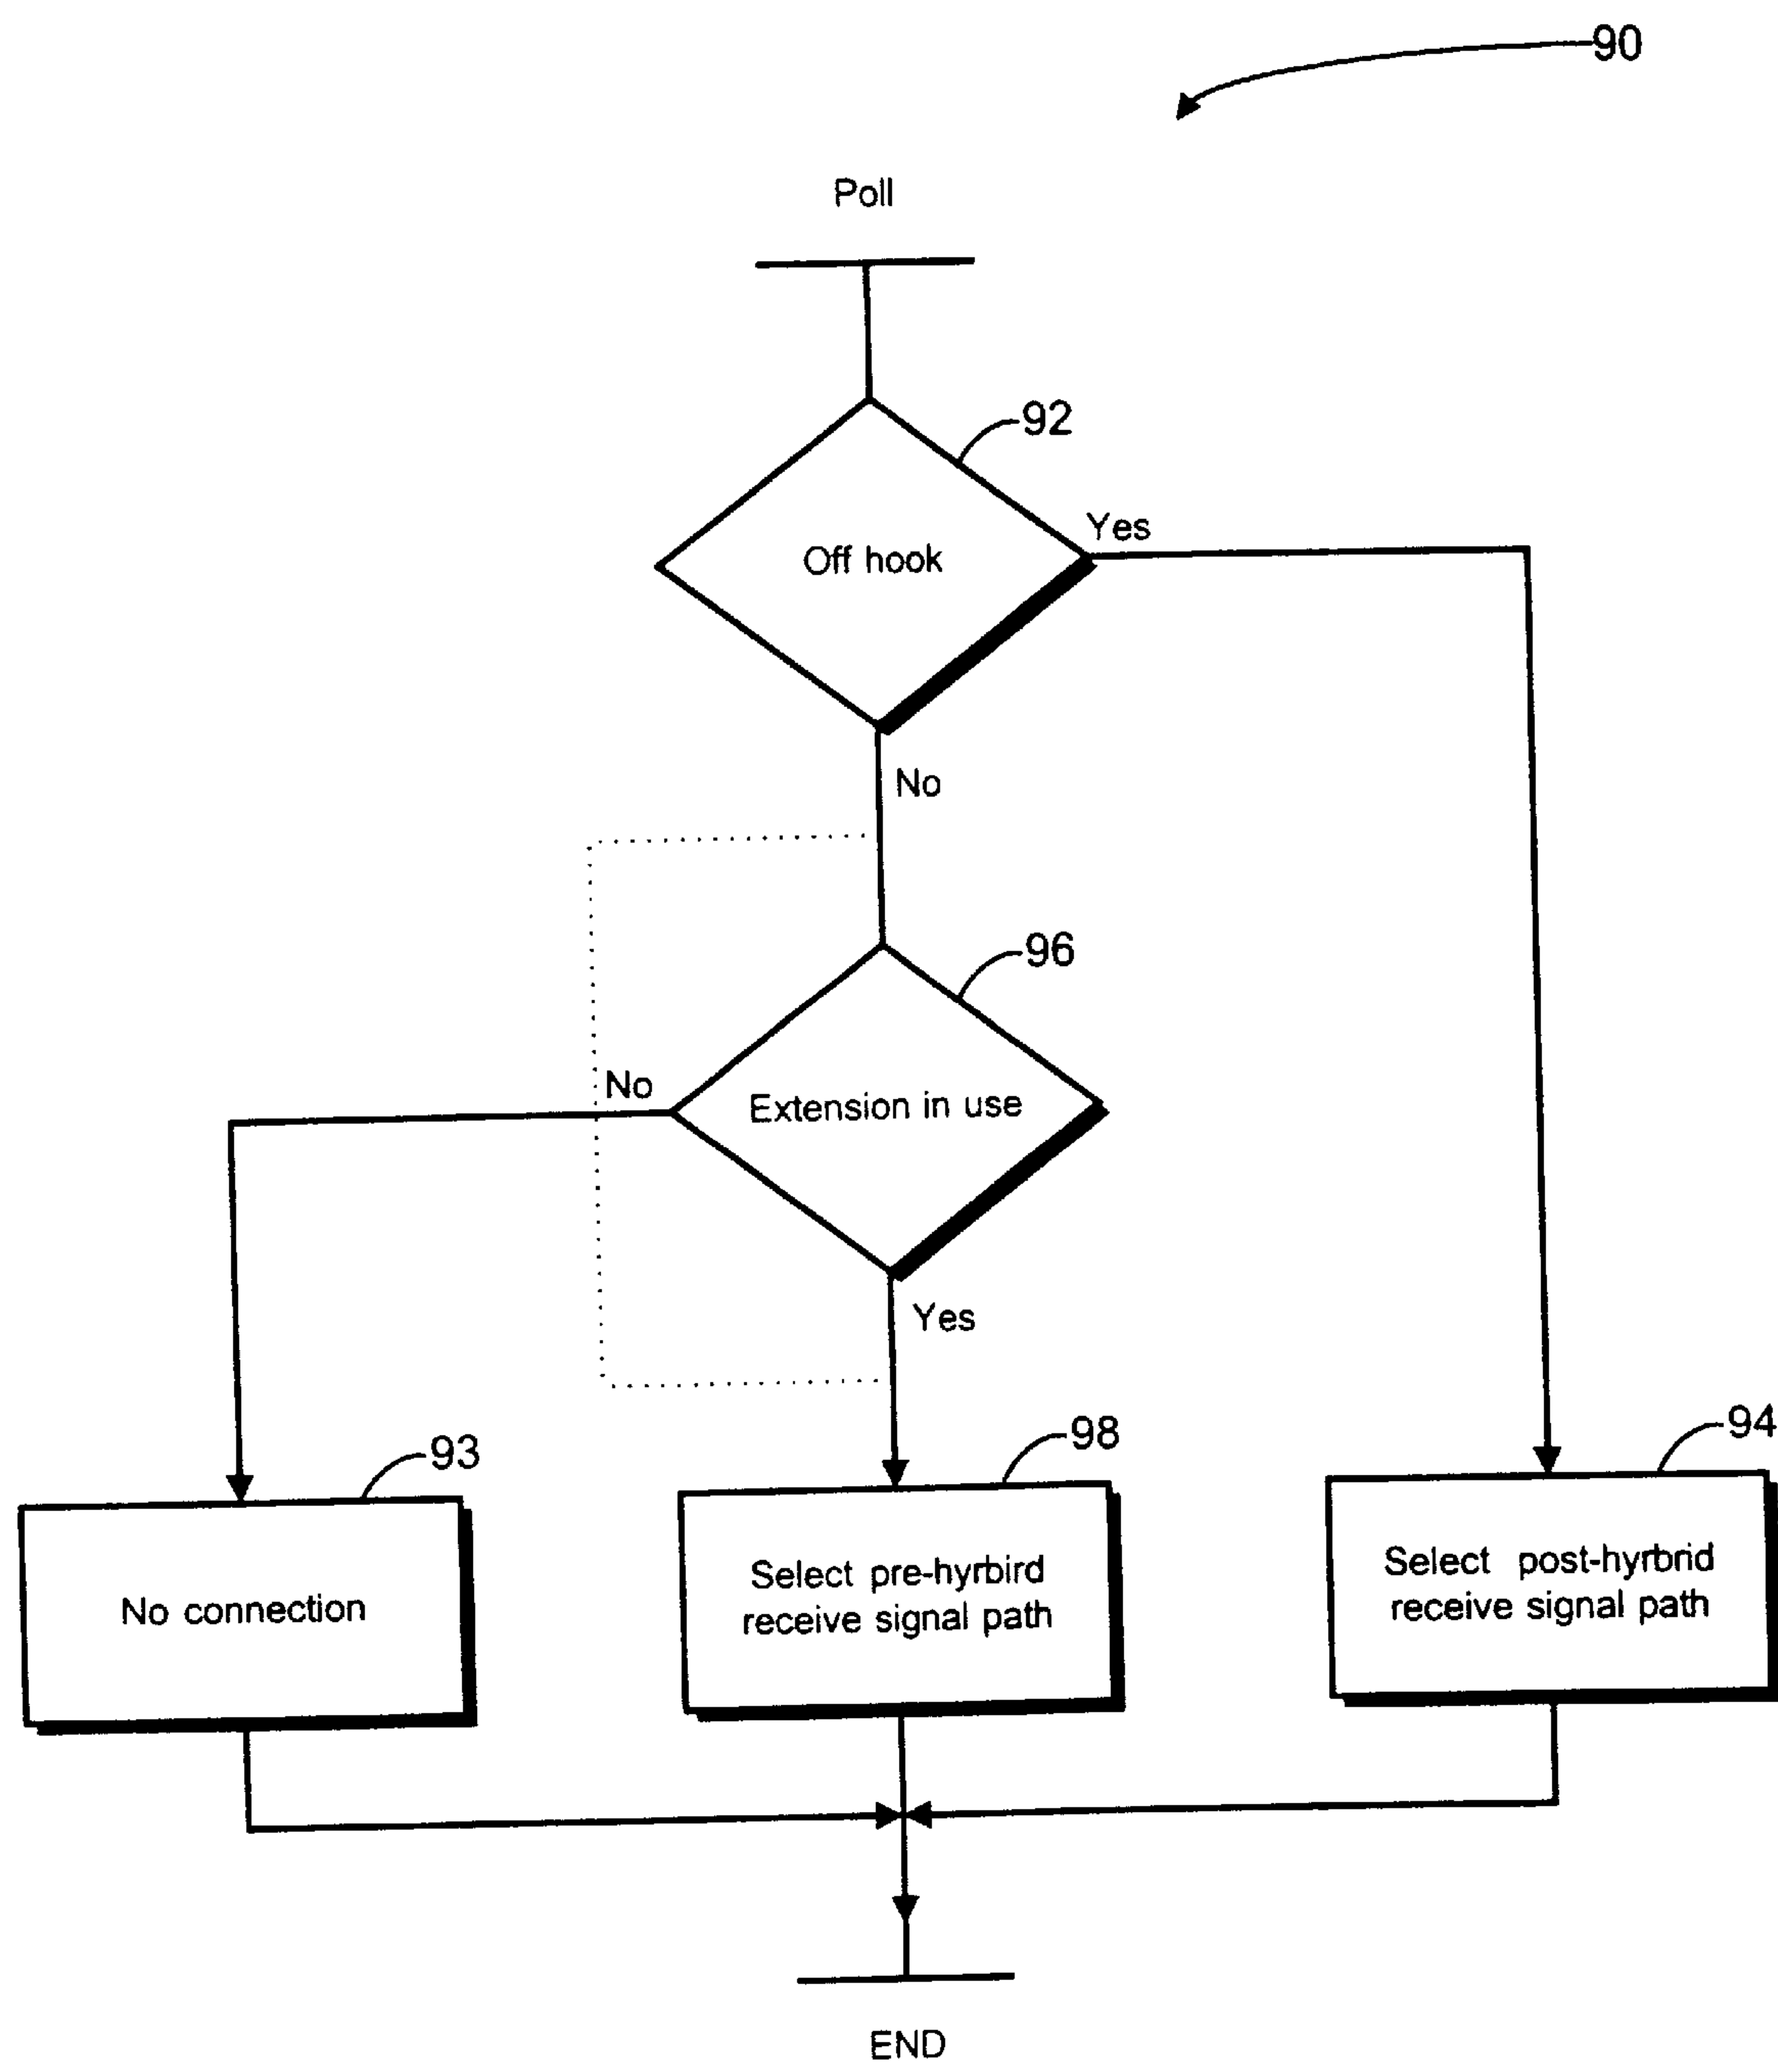 90
Poll
92
Off hook
Yes
No
96
Extension in use
No
Yes
93
No connection
98
Select pre-hyrbird
receive signal path
94
Select post-hyrbrid
receive signal path
END